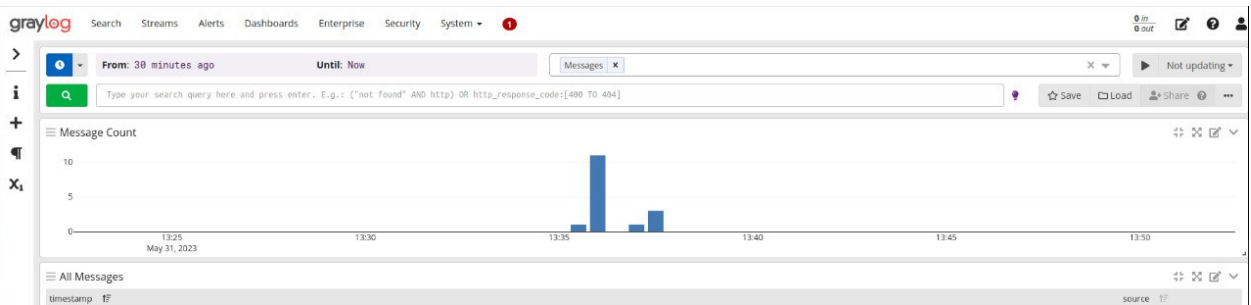 graylog Search Streams Alerts Dashboards Enterprise Security System 1 0 in
0 out
From: 30 minutes ago Until: Now Messages x Not updating
Type your search query here and press enter. E.g.: ("not found" AND http) OR http_response_code:[400 TO 404] Save Load Share
Message Count
10
5
0
13:25 13:30 13:35 13:40 13:45 13:50
May 31, 2023
All Messages
timestamp source